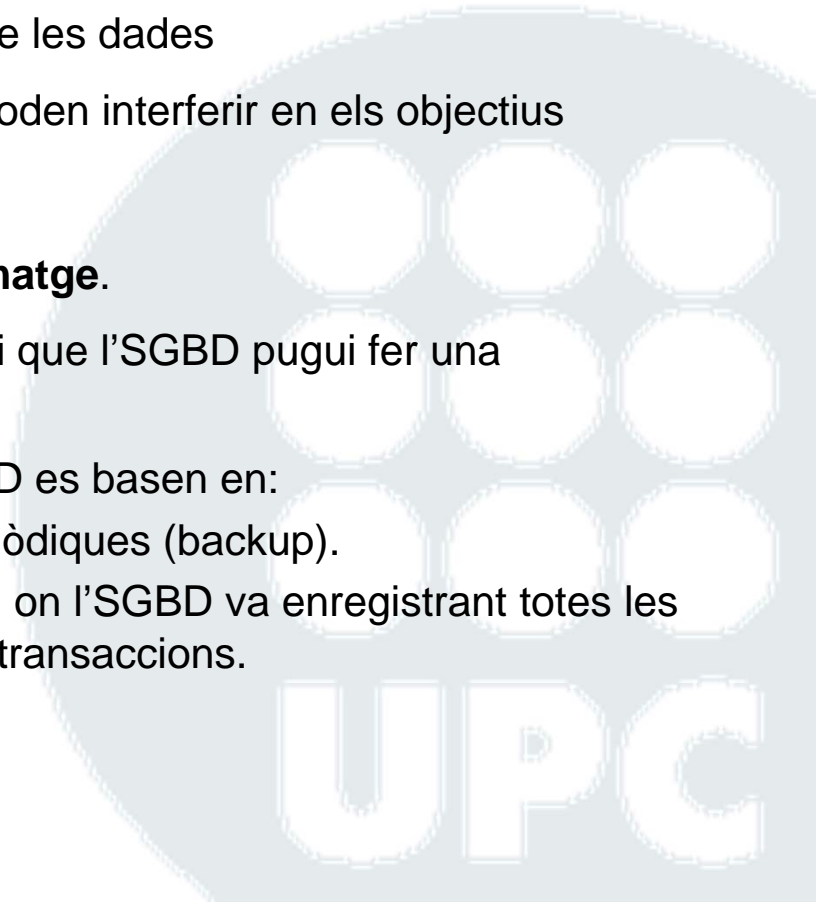 e les dades
oden interferir en els objectius
natge.
i que l’SGBD pugui fer una
D es basen en:
òdiques (backup).
on l’SGBD va enregistrant totes les
transaccions.
UPC